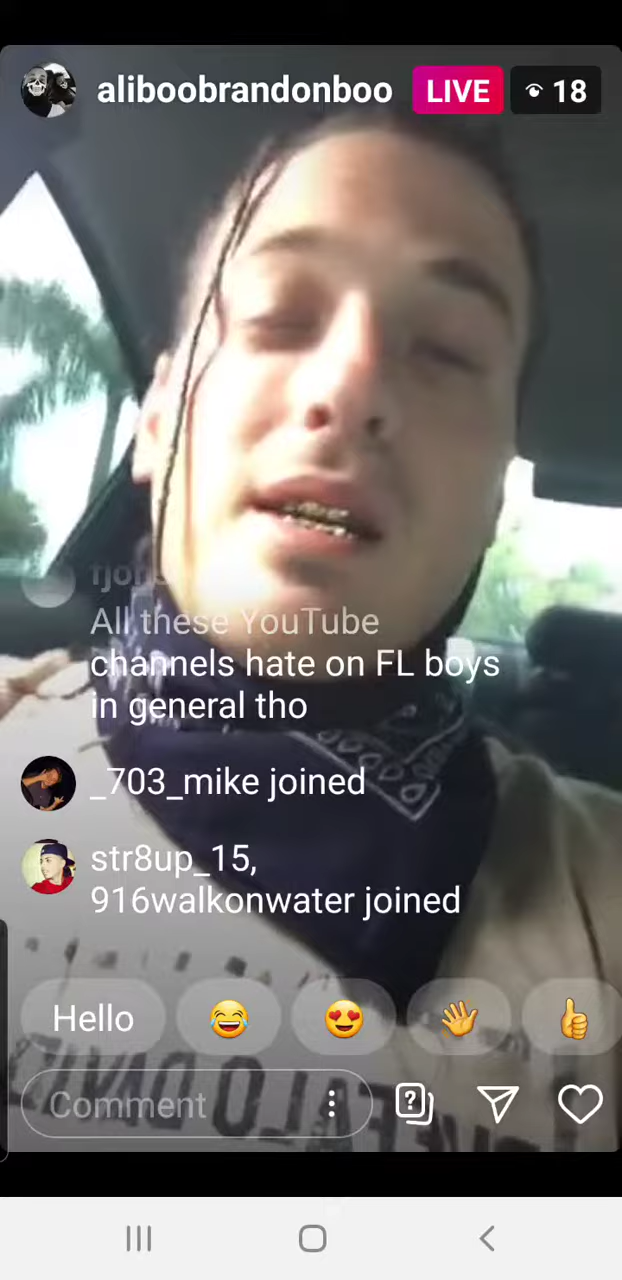 aliboobrandonboo LIVE 18
All these YouTube
channels hate on FL boys
in general tho
_703_mike joined
str8up_15,
916walkonwater joined
Hello
Comment